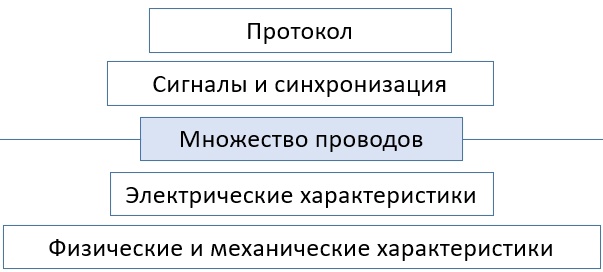 Протокол
Сигналы и синхронизация
Множество проводов
Электрические характеристики
Физические и механические характеристики